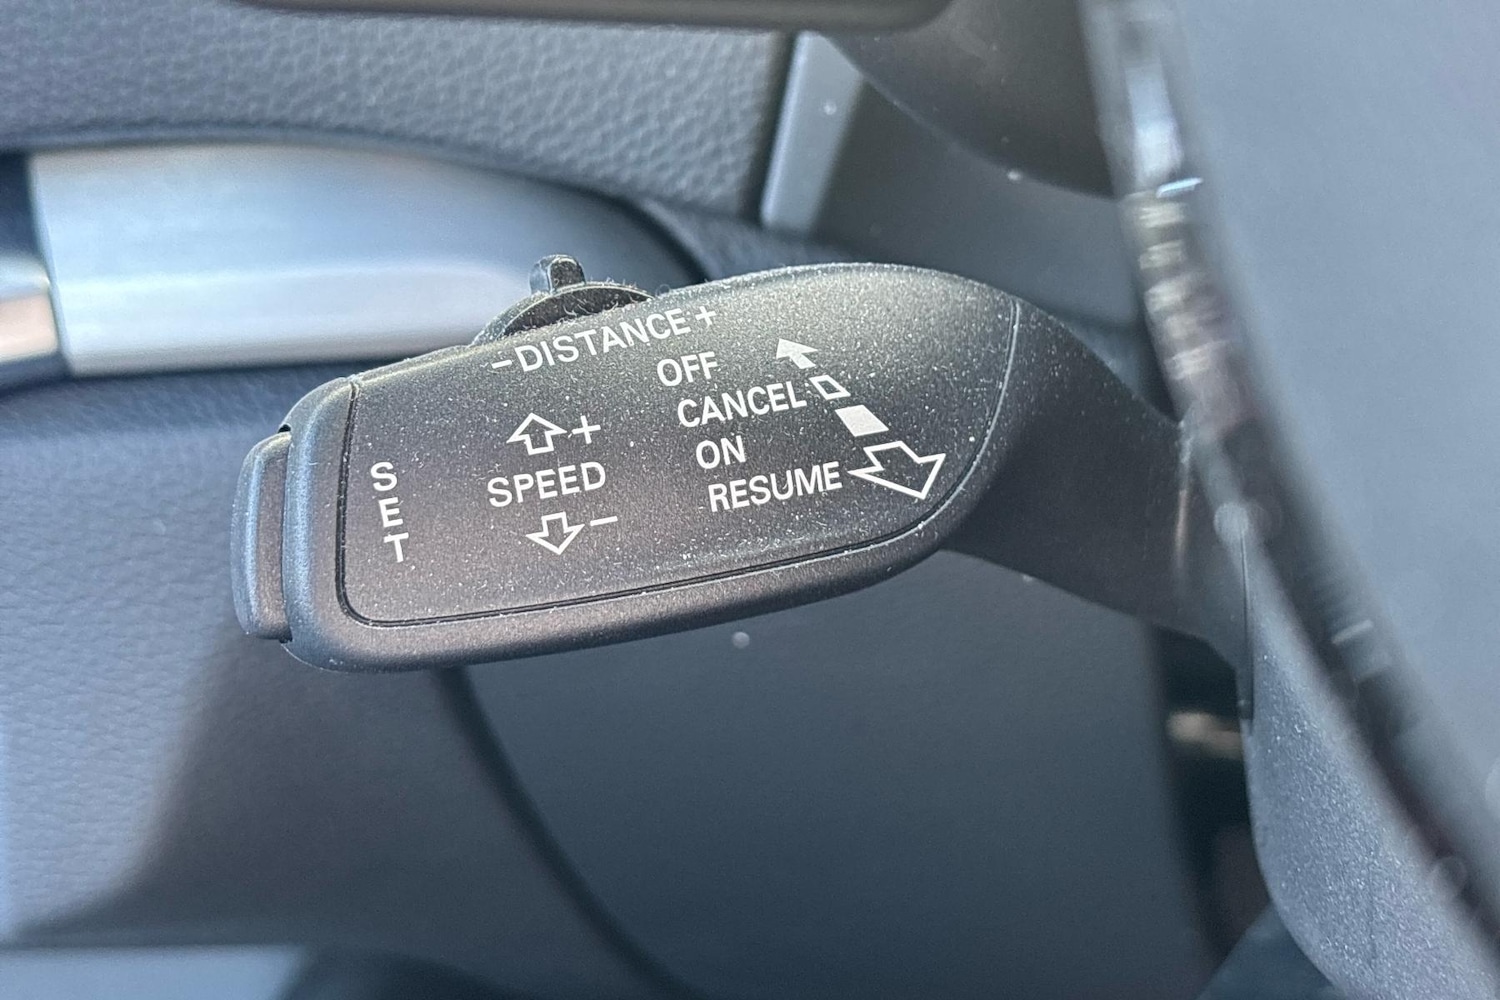 -DISTANCE+
OFF
CANCEL
ON
RESUME
+
SPEED
-
SET